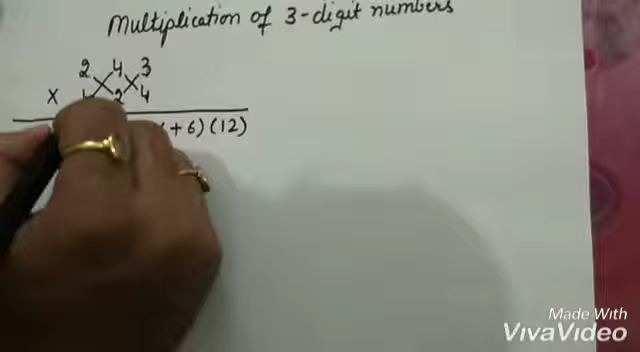 Multiplication of 3-digit numbers
2 4 3
x 2 4
+ 6) (12)
Made With
VivaVideo